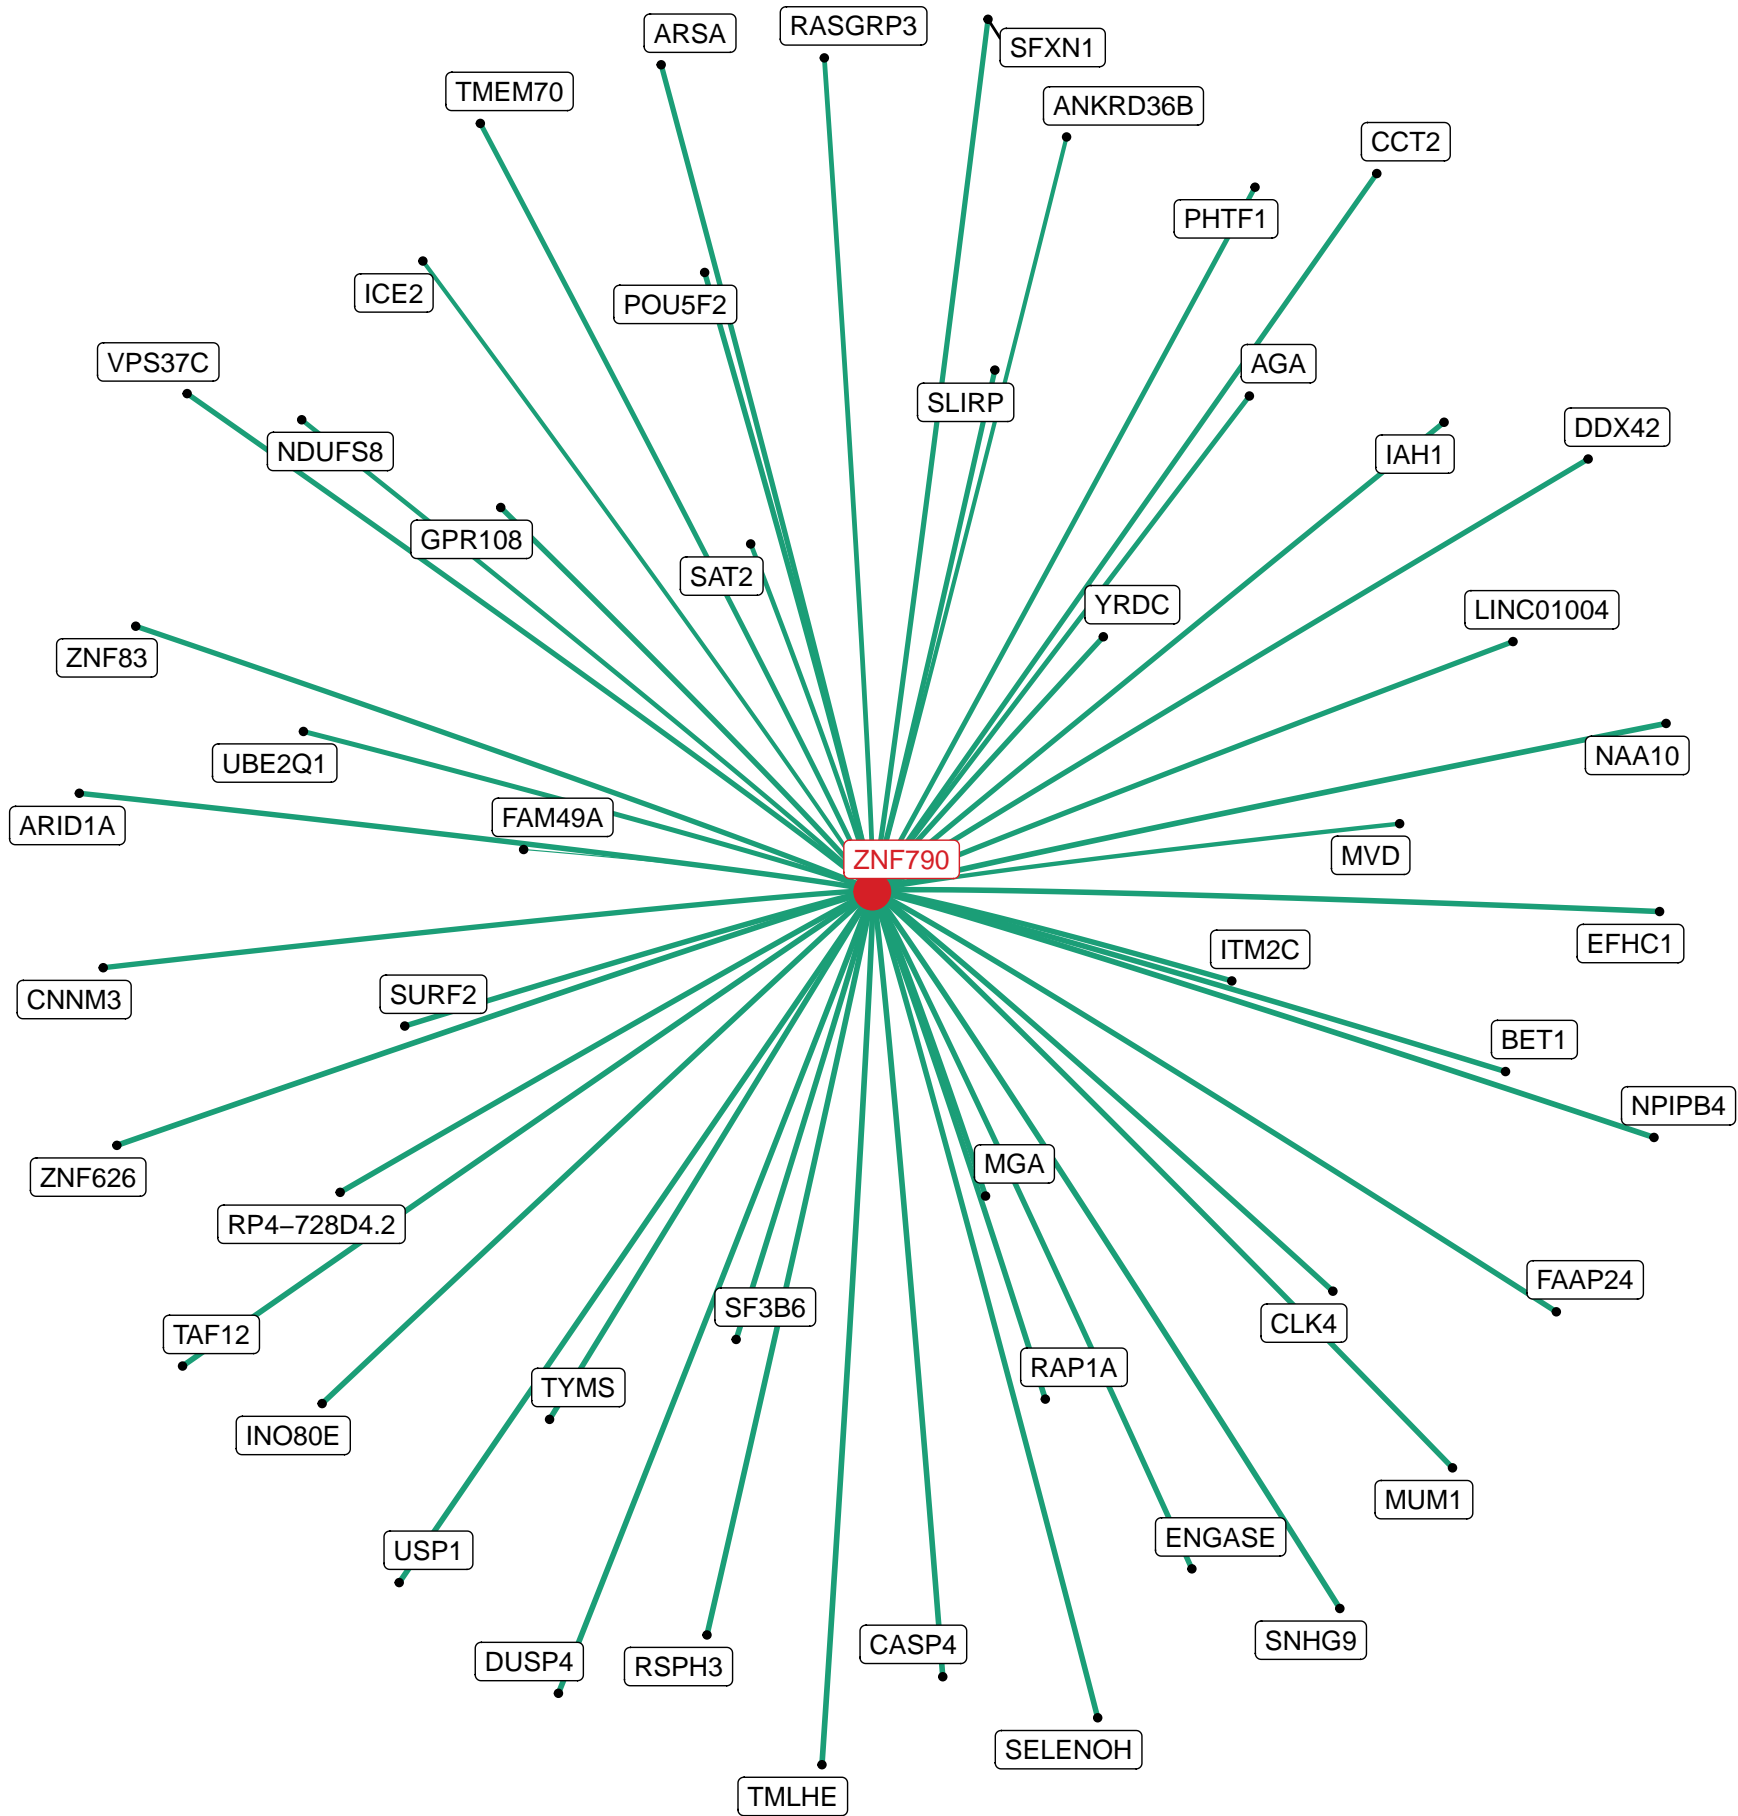 RASGRP3
ARSA
SFXN1
TMEM70
ANKRD36B
CCT2
PHTF1
ICE2
POU5F2
VPS37C
AGA
SLIRP
DDX42
NDUFS8
IAH1
GPR108
SAT2
YRDC
LINC01004
ZNF83
NAA10
UBE2Q1
FAM49A
ARID1A
MVD
ZNF790
EFHC1
ITM2C
SURF2
CNNM3
BET1
NPIPB4
MGA
ZNF626
RP4−728D4.2
FAAP24
SF3B6
CLK4
TAF12
RAP1A
TYMS
INO80E
MUM1
ENGASE
USP1
SNHG9
CASP4
DUSP4
RSPH3
SELENOH
TMLHE